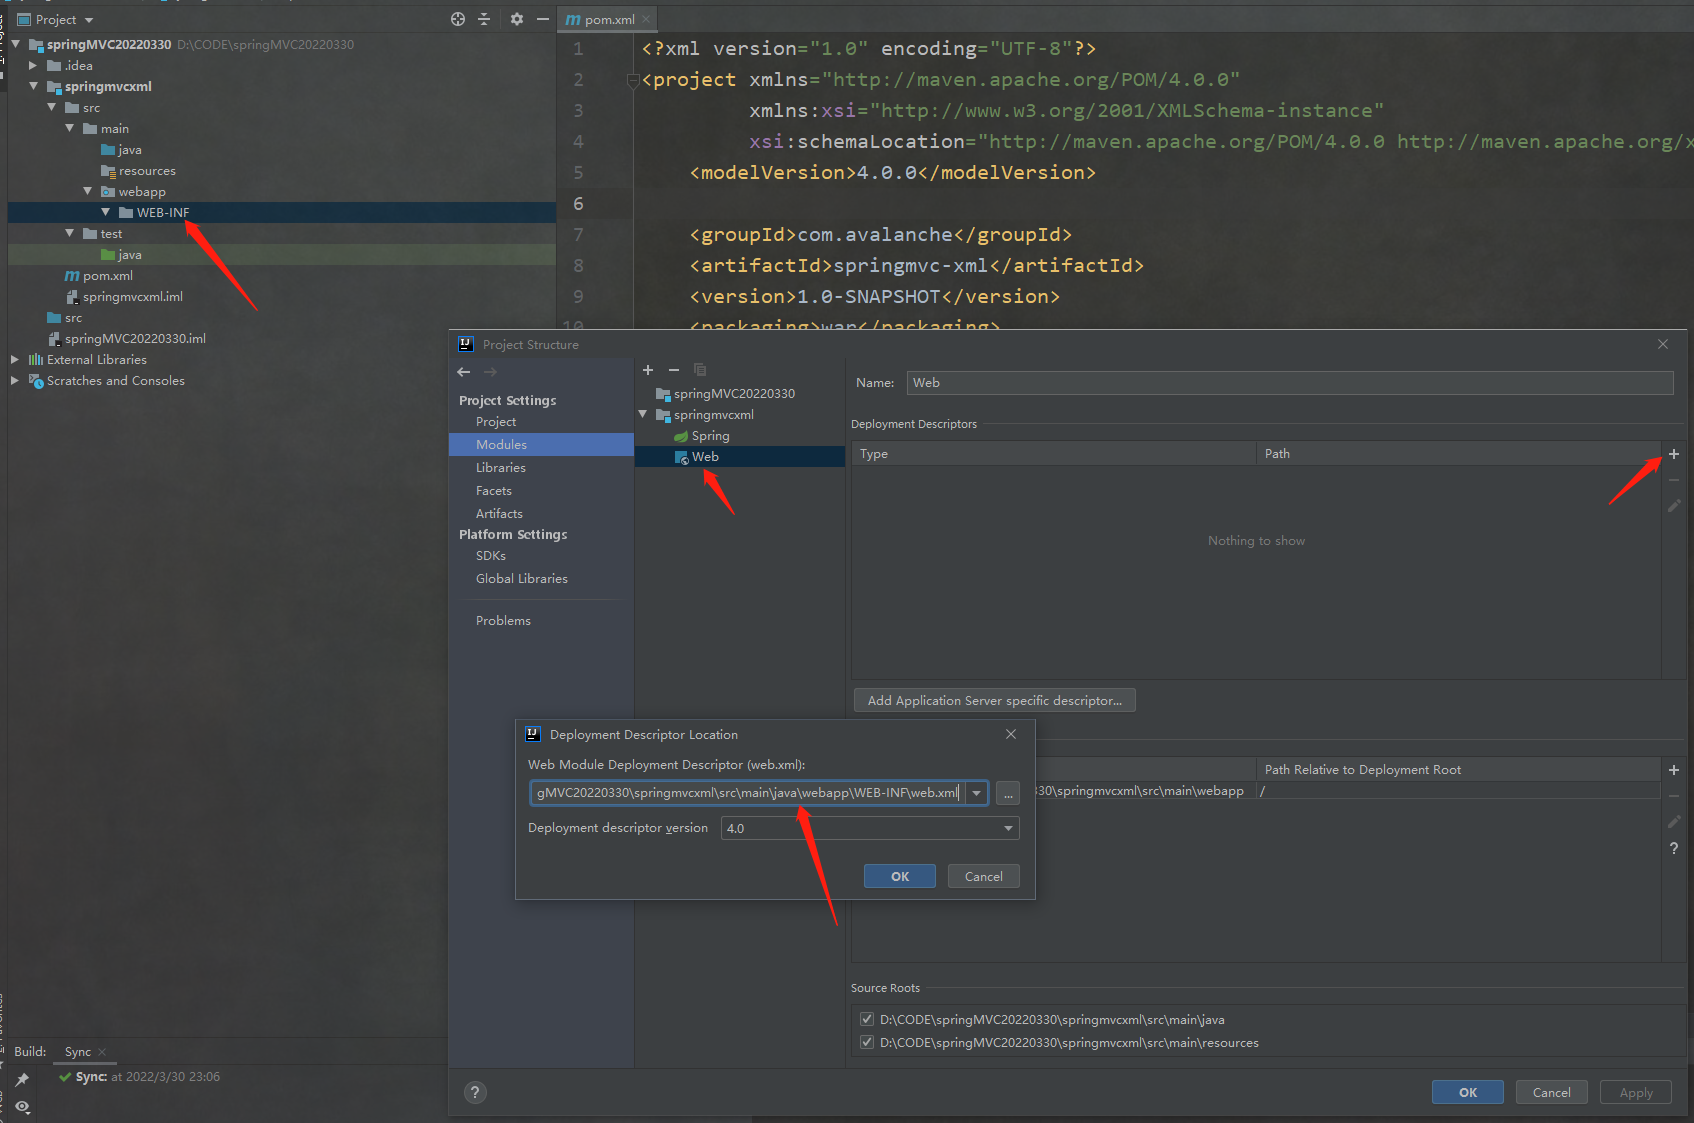 Project
springMVC20220330 D:\CODE\springMVC20220330
.idea
springmvcxml
src
main
java
resources
webapp
WEB-INF
test
java
pom.xml
springmvcxml.iml
src
springMVC20220330.iml
External Libraries
Scratches and Consoles
pom.xml
1 <?xml version="1.0" encoding="UTF-8"?>
2 <project xmlns="http://maven.apache.org/POM/4.0.0"
3 xmlns:xsi="http://www.w3.org/2001/XMLSchema-instance"
4 xsi:schemaLocation="http://maven.apache.org/POM/4.0.0 http://maven.apache.org/x
5 <modelVersion>4.0.0</modelVersion>
6
7 <groupId>com.avalanche</groupId>
8 <artifactId>springmvc-xml</artifactId>
9 <version>1.0-SNAPSHOT</version>
10 <packaging>war</packaging>
Project Structure
Project Settings
Project
Modules
Libraries
Facets
Artifacts
Platform Settings
SDKs
Global Libraries
Problems
springMVC20220330
springmvcxml
Spring
Web
Name: Web
Deployment Descriptors
Type Path
Nothing to show
Add Application Server specific descriptor...
Path Relative to Deployment Root
30\springmvcxml\src\main\webapp /
Source Roots
D:\CODE\springMVC20220330\springmvcxml\src\main\java
D:\CODE\springMVC20220330\springmvcxml\src\main\resources
? OK Cancel Apply
Deployment Descriptor Location
Web Module Deployment Descriptor (web.xml):
gMVC20220330\springmvcxml\src\main\java\webapp\WEB-INF\web.xml ...
Deployment descriptor version 4.0
OK Cancel
Build: Sync
Sync: at 2022/3/30 23:06